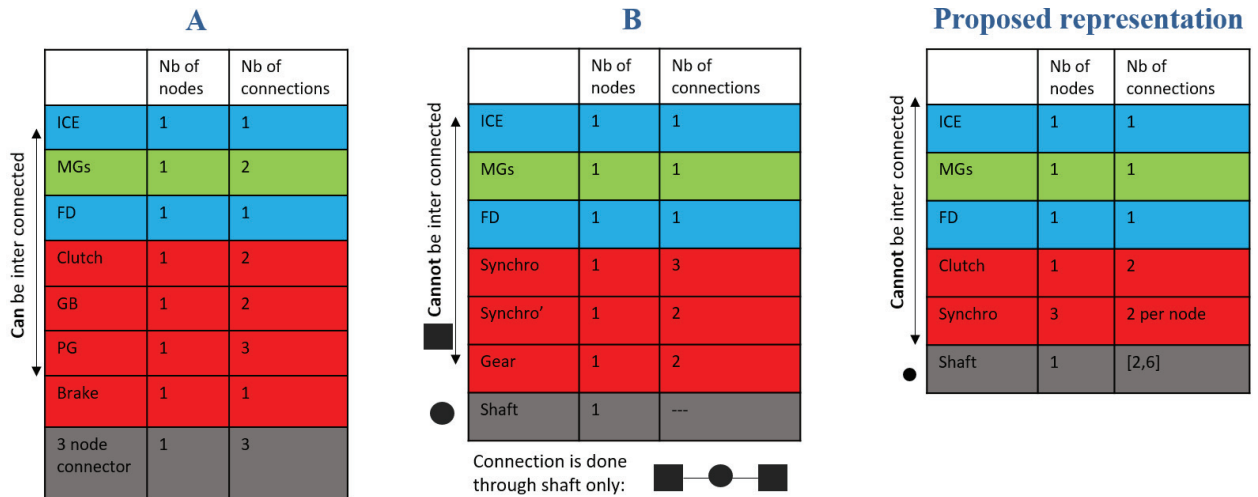 A
Nb of nodes | Nb of connections
ICE | 1 | 1
MGs | 1 | 2
FD | 1 | 1
Clutch | 1 | 2
GB | 1 | 2
PG | 1 | 3
Brake | 1 | 1
3 node connector | 1 | 3
Can be inter connected
B
Nb of nodes | Nb of connections
ICE | 1 | 1
MGs | 1 | 1
FD | 1 | 1
Synchro | 1 | 3
Synchro’ | 1 | 2
Gear | 1 | 2
Shaft | 1 | ---
Cannot be inter connected
Connection is done
through shaft only:
Proposed representation
Nb of nodes | Nb of connections
ICE | 1 | 1
MGs | 1 | 1
FD | 1 | 1
Clutch | 1 | 2
Synchro | 3 | 2 per node
Shaft | 1 | [2,6]
Cannot be inter connected